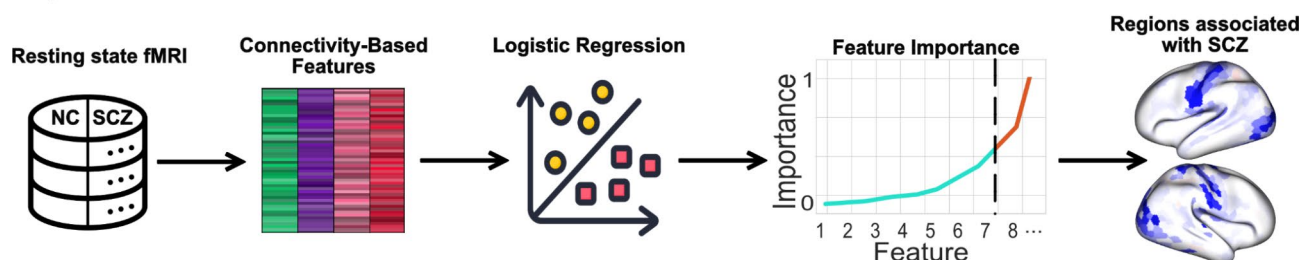 Resting state fMRI
NC SCZ
...
...
...
Connectivity-Based
Features
Logistic Regression
Feature Importance
Importance
1
0
1 2 3 4 5 6 7 8 ...
Feature
Regions associated
with SCZ